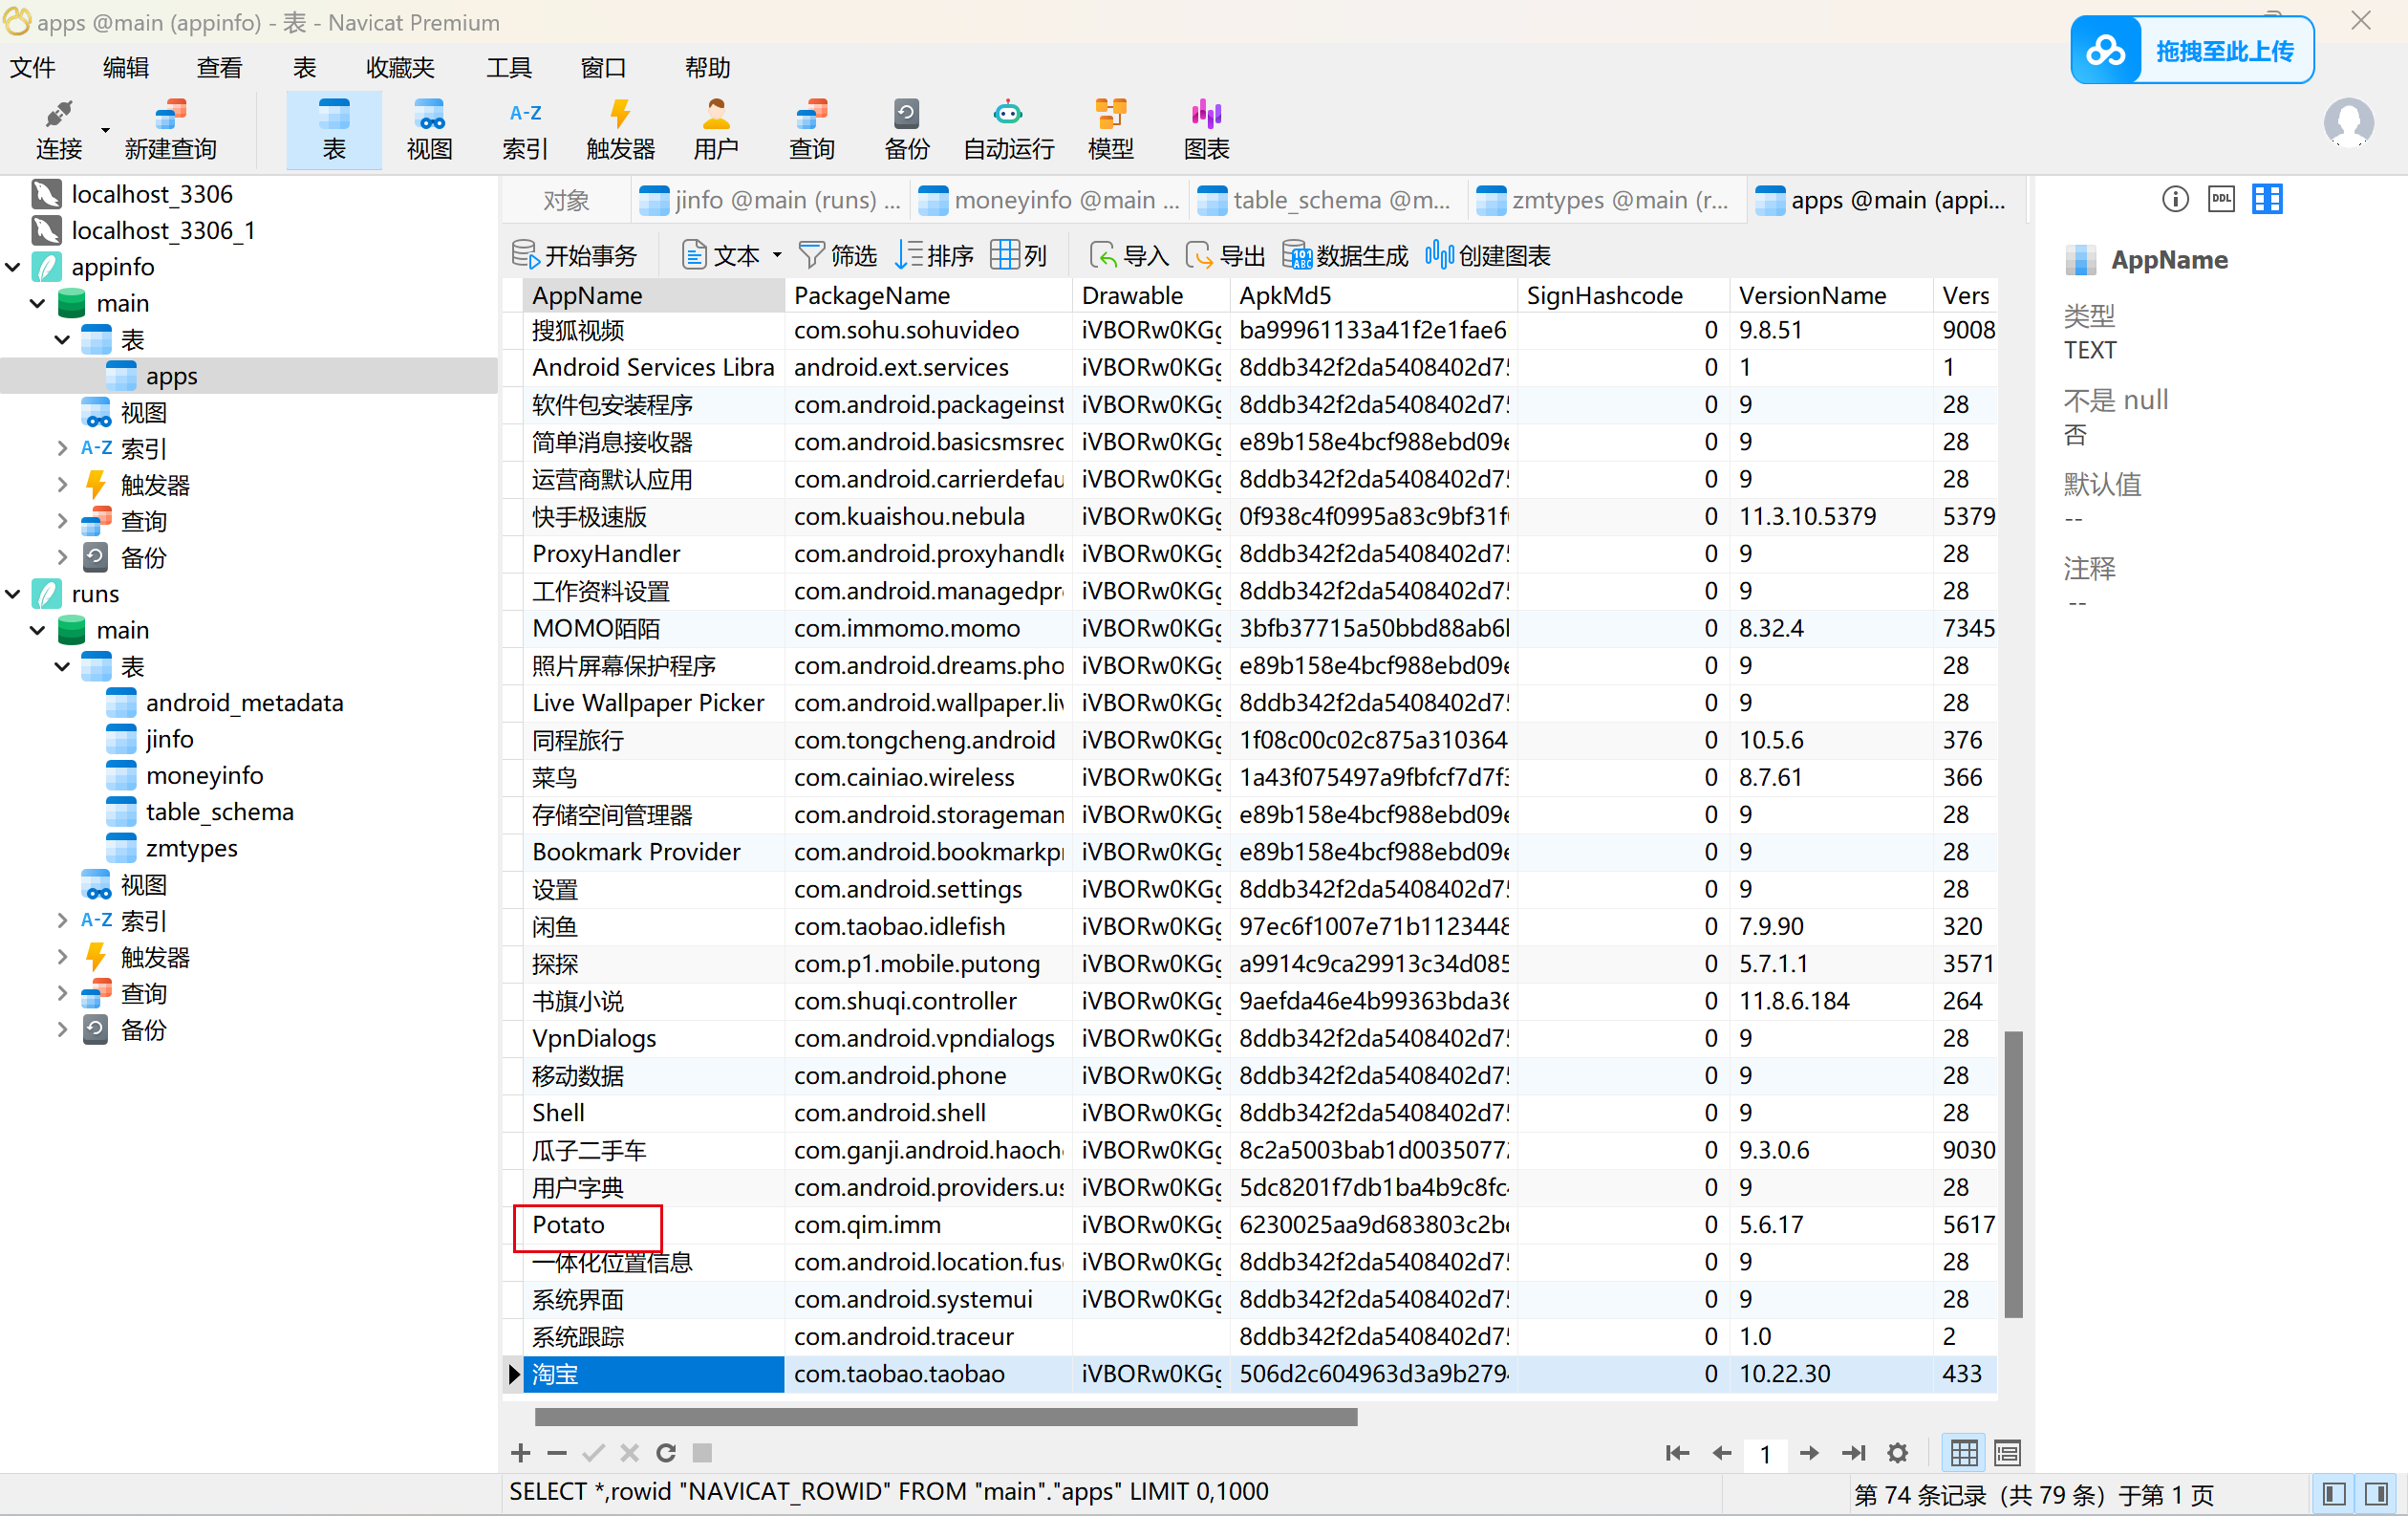 apps @main (appinfo) - 表 - Navicat Premium
拖拽至此上传
文件 编辑 查看 表 收藏夹 工具 窗口 帮助
连接 新建查询 表 视图 A-Z 索引 触发器 用户 查询 备份 自动运行 模型 图表
localhost_3306
localhost_3306_1
appinfo
main
表
apps
视图
A-Z 索引
触发器
查询
备份
runs
main
表
android_metadata
jinfo
moneyinfo
table_schema
zmtypes
视图
A-Z 索引
触发器
查询
备份
对象 jinfo @main (runs) ... moneyinfo @main ... table_schema @m... zmtypes @main (r... apps @main (appi...
开始事务 文本 筛选 排序 列 导入 导出 数据生成 创建图表
AppName PackageName Drawable ApkMd5 SignHashcode VersionName Vers
搜狐视频 com.sohu.sohuvideo iVBORw0KGg ba99961133a41f2e1fae6 0 9.8.51 9008
Android Services Libra android.ext.services iVBORw0KGg 8ddb342f2da5408402d75 0 1 1
软件包安装程序 com.android.packageinst iVBORw0KGg 8ddb342f2da5408402d75 0 9 28
简单消息接收器 com.android.basicsmsrec iVBORw0KGg e89b158e4bcf988ebd09e 0 9 28
运营商默认应用 com.android.carrierdefau iVBORw0KGg 8ddb342f2da5408402d75 0 9 28
快手极速版 com.kuaishou.nebula iVBORw0KGg 0f938c4f0995a83c9bf31f 0 11.3.10.5379 5379
ProxyHandler com.android.proxyhandle iVBORw0KGg 8ddb342f2da5408402d75 0 9 28
工作资料设置 com.android.managedpr iVBORw0KGg 8ddb342f2da5408402d75 0 9 28
MOMO陌陌 com.immomo.momo iVBORw0KGg 3bfb37715a50bbd88ab6 0 8.32.4 7345
照片屏幕保护程序 com.android.dreams.pho iVBORw0KGg e89b158e4bcf988ebd09e 0 9 28
Live Wallpaper Picker com.android.wallpaper.liv iVBORw0KGg 8ddb342f2da5408402d75 0 9 28
同程旅行 com.tongcheng.android iVBORw0KGg 1f08c00c02c875a310364 0 10.5.6 376
菜鸟 com.cainiao.wireless iVBORw0KGg 1a43f075497a9fbfcf7d7f3 0 8.7.61 366
存储空间管理器 com.android.storageman iVBORw0KGg e89b158e4bcf988ebd09e 0 9 28
Bookmark Provider com.android.bookmarkp iVBORw0KGg e89b158e4bcf988ebd09e 0 9 28
设置 com.android.settings iVBORw0KGg 8ddb342f2da5408402d75 0 9 28
闲鱼 com.taobao.idlefish iVBORw0KGg 97ec6f1007e71b1123448 0 7.9.90 320
探探 com.p1.mobile.putong iVBORw0KGg a9914c9ca29913c34d085 0 5.7.1.1 3571
书旗小说 com.shuqi.controller iVBORw0KGg 9aefda46e4b99363bda36 0 11.8.6.184 264
VpnDialogs com.android.vpndialogs iVBORw0KGg 8ddb342f2da5408402d75 0 9 28
移动数据 com.android.phone iVBORw0KGg 8ddb342f2da5408402d75 0 9 28
Shell com.android.shell iVBORw0KGg 8ddb342f2da5408402d75 0 9 28
瓜子二手车 com.ganji.android.haoch iVBORw0KGg 8c2a5003bab1d00350772 0 9.3.0.6 9030
用户字典 com.android.providers.us iVBORw0KGg 5dc8201f7db1ba4b9c8fc 0 9 28
Potato com.qim.imm iVBORw0KGg 6230025aa9d683803c2b 0 5.6.17 5617
一体化位置信息 com.android.location.fus iVBORw0KGg 8ddb342f2da5408402d75 0 9 28
系统界面 com.android.systemui iVBORw0KGg 8ddb342f2da5408402d75 0 9 28
系统跟踪 com.android.traceur 8ddb342f2da5408402d75 0 1.0 2
淘宝 com.taobao.taobao iVBORw0KGg 506d2c604963d3a9b279 0 10.22.30 433
1
SELECT *,rowid "NAVICAT_ROWID" FROM "main"."apps" LIMIT 0,1000
第 74 条记录 (共 79 条) 于第 1 页
DDL
AppName
类型
TEXT
不是 null
否
默认值
--
注释
--